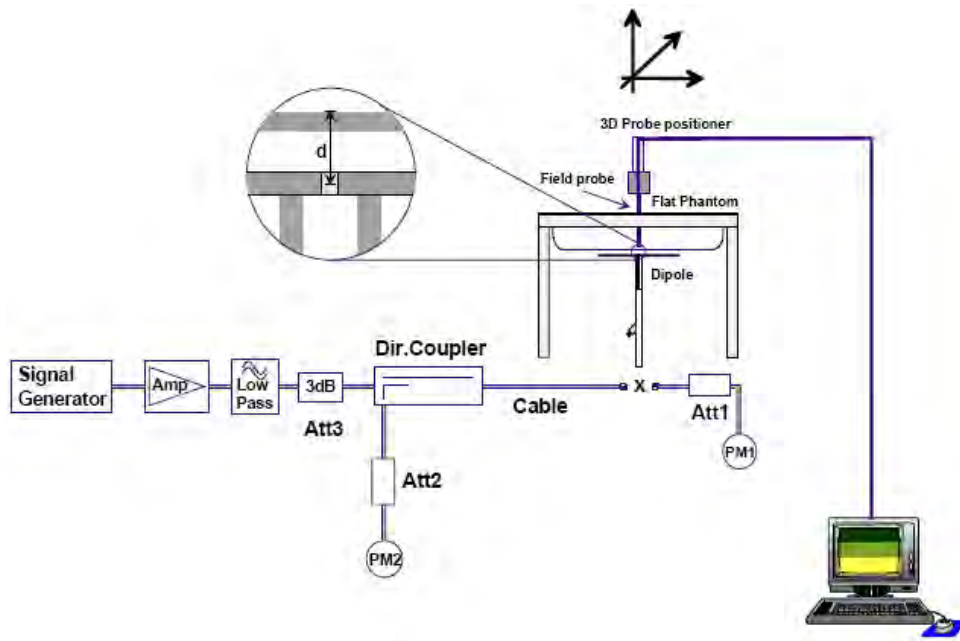 3D Probe positioner
d
Field probe
Flat Phantom
Dipole
Dir.Coupler
Signal
Generator
Amp
Low
Pass
3dB
Att3
Cable
X
Att1
PM1
Att2
PM2